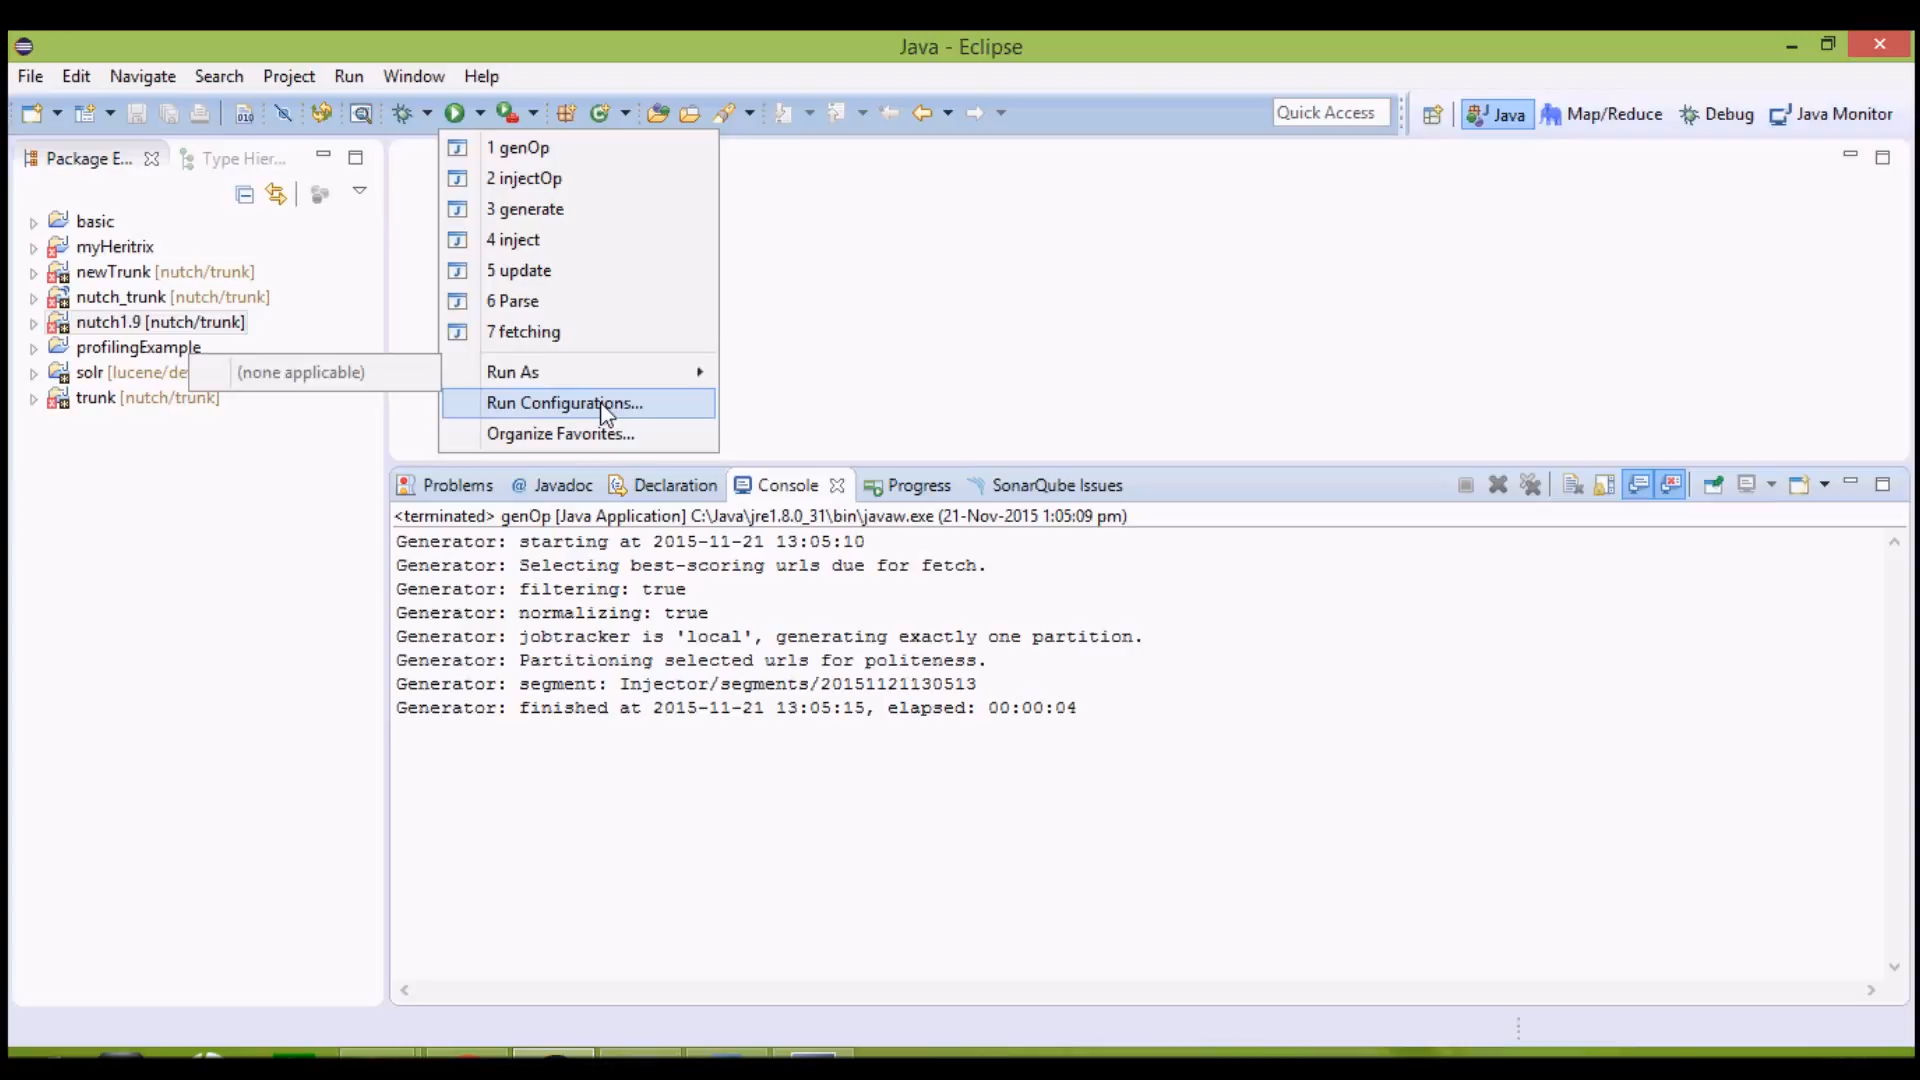 Java - Eclipse
File Edit Navigate Search Project Run Window Help
Quick Access Java Map/Reduce Debug Java Monitor
Package E... Type Hier...
basic
myHeritrix
newTrunk [nutch/trunk]
nutch_trunk [nutch/trunk]
nutch1.9 [nutch/trunk]
profilingExample
solr [lucene/de
trunk [nutch/trunk]
(none applicable)
1 genOp
2 injectOp
3 generate
4 inject
5 update
6 Parse
7 fetching
Run As
Run Configurations...
Organize Favorites...
Problems @ Javadoc Declaration Console Progress SonarQube Issues
<terminated> genOp [Java Application] C:\Java\jre1.8.0_31\bin\javaw.exe (21-Nov-2015 1:05:09 pm)
Generator: starting at 2015-11-21 13:05:10
Generator: Selecting best-scoring urls due for fetch.
Generator: filtering: true
Generator: normalizing: true
Generator: jobtracker is 'local', generating exactly one partition.
Generator: Partitioning selected urls for politeness.
Generator: segment: Injector/segments/20151121130513
Generator: finished at 2015-11-21 13:05:15, elapsed: 00:00:04